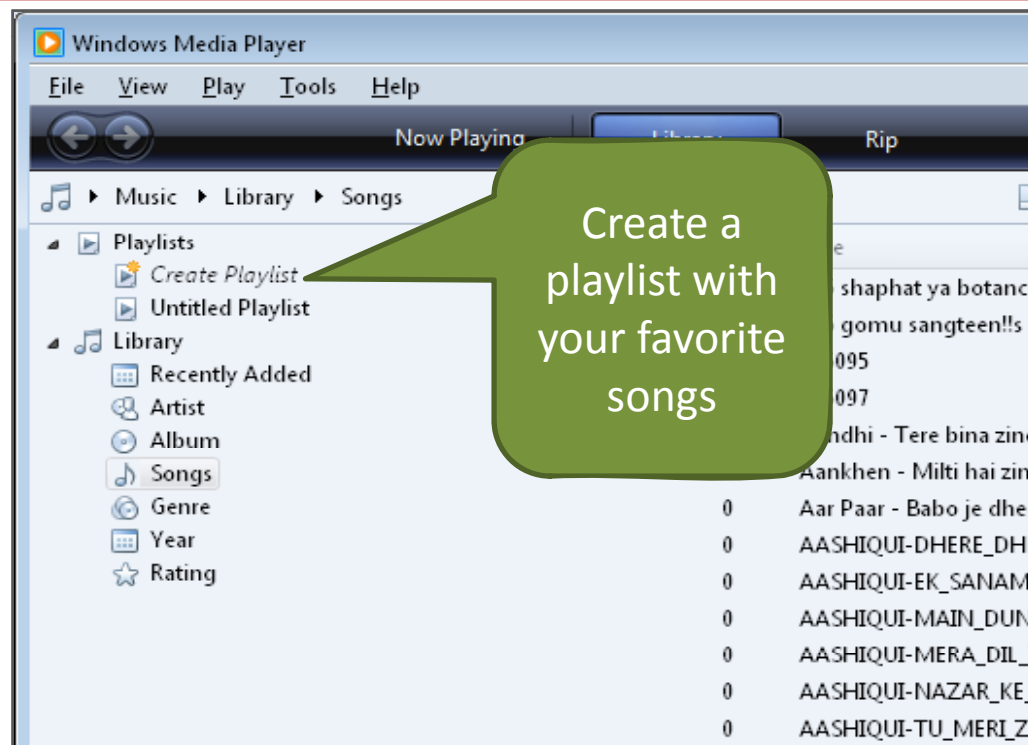 Windows Media Player
File View Play Tools Help
Now Playing Library Rip
Music Library Songs
Playlists
Create Playlist
Untitled Playlist
Library
Recently Added
Artist
Album
Songs
Genre
Year
Rating
Create a
playlist with
your favorite
songs
shaphat ya botanc
gomu sangteen!!s
095
097
ndhi - Tere bina zin
Aankhen - Milti hai zin
0 Aar Paar - Babo je dhe
0 AASHIQUI-DHERE_DH
0 AASHIQUI-EK_SANAM
0 AASHIQUI-MAIN_DUN
0 AASHIQUI-MERA_DIL_
0 AASHIQUI-NAZAR_KE_
0 AASHIQUI-TU_MERI_Z